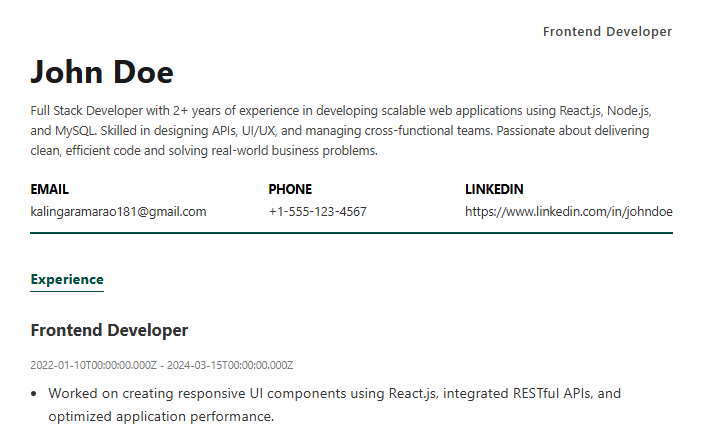 Frontend Developer
John Doe
Full Stack Developer with 2+ years of experience in developing scalable web applications using React.js, Node.js,
and MySQL. Skilled in designing APIs, UI/UX, and managing cross-functional teams. Passionate about delivering
clean, efficient code and solving real-world business problems.
EMAIL PHONE LINKEDIN
kalingaramarao181@gmail.com +1-555-123-4567 https://www.linkedin.com/in/johndoe
Experience
Frontend Developer
2022-01-10T00:00:00.000Z - 2024-03-15T00:00:00.000Z
• Worked on creating responsive UI components using React.js, integrated RESTful APIs, and
optimized application performance.